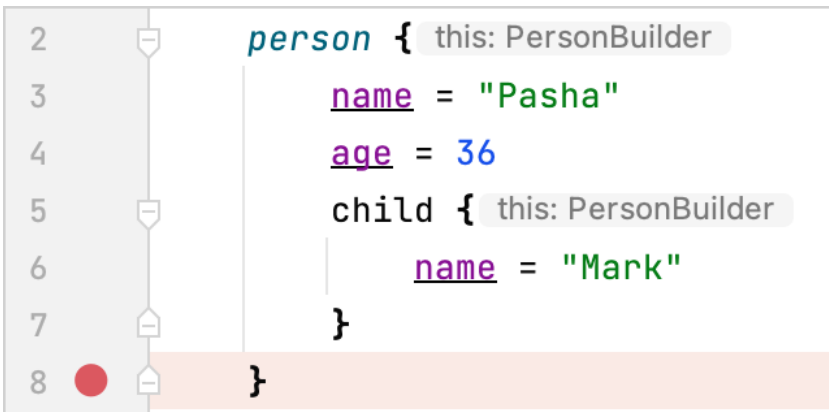 2 person { this: PersonBuilder
3 name = "Pasha"
4 age = 36
5 child { this: PersonBuilder
6 name = "Mark"
7 }
8 }